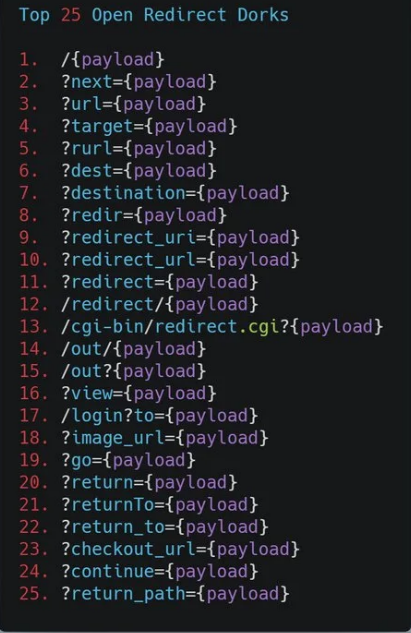 Top 25 Open Redirect Dorks
1. /{payload}
2. ?next={payload}
3. ?url={payload}
4. ?target={payload}
5. ?rurl={payload}
6. ?dest={payload}
7. ?destination={payload}
8. ?redir={payload}
9. ?redirect_uri={payload}
10. ?redirect_url={payload}
11. ?redirect={payload}
12. /redirect/{payload}
13. /cgi-bin/redirect.cgi?{payload}
14. /out/{payload}
15. /out?{payload}
16. ?view={payload}
17. /login?to={payload}
18. ?image_url={payload}
19. ?go={payload}
20. ?return={payload}
21. ?returnTo={payload}
22. ?return_to={payload}
23. ?checkout_url={payload}
24. ?continue={payload}
25. ?return_path={payload}